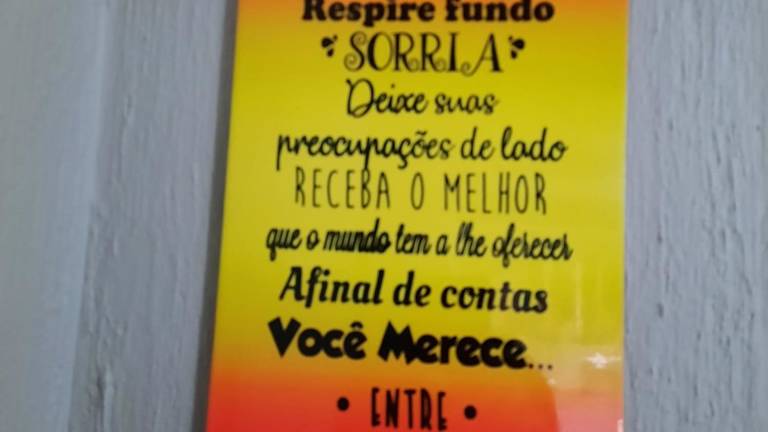 Respire fundo
SORRIA
Deixe suas
preocupações de lado
RECEBA O MELHOR
que o mundo tem a lhe oferecer
Afinal de contas
Você Merece...
• ENTRE •